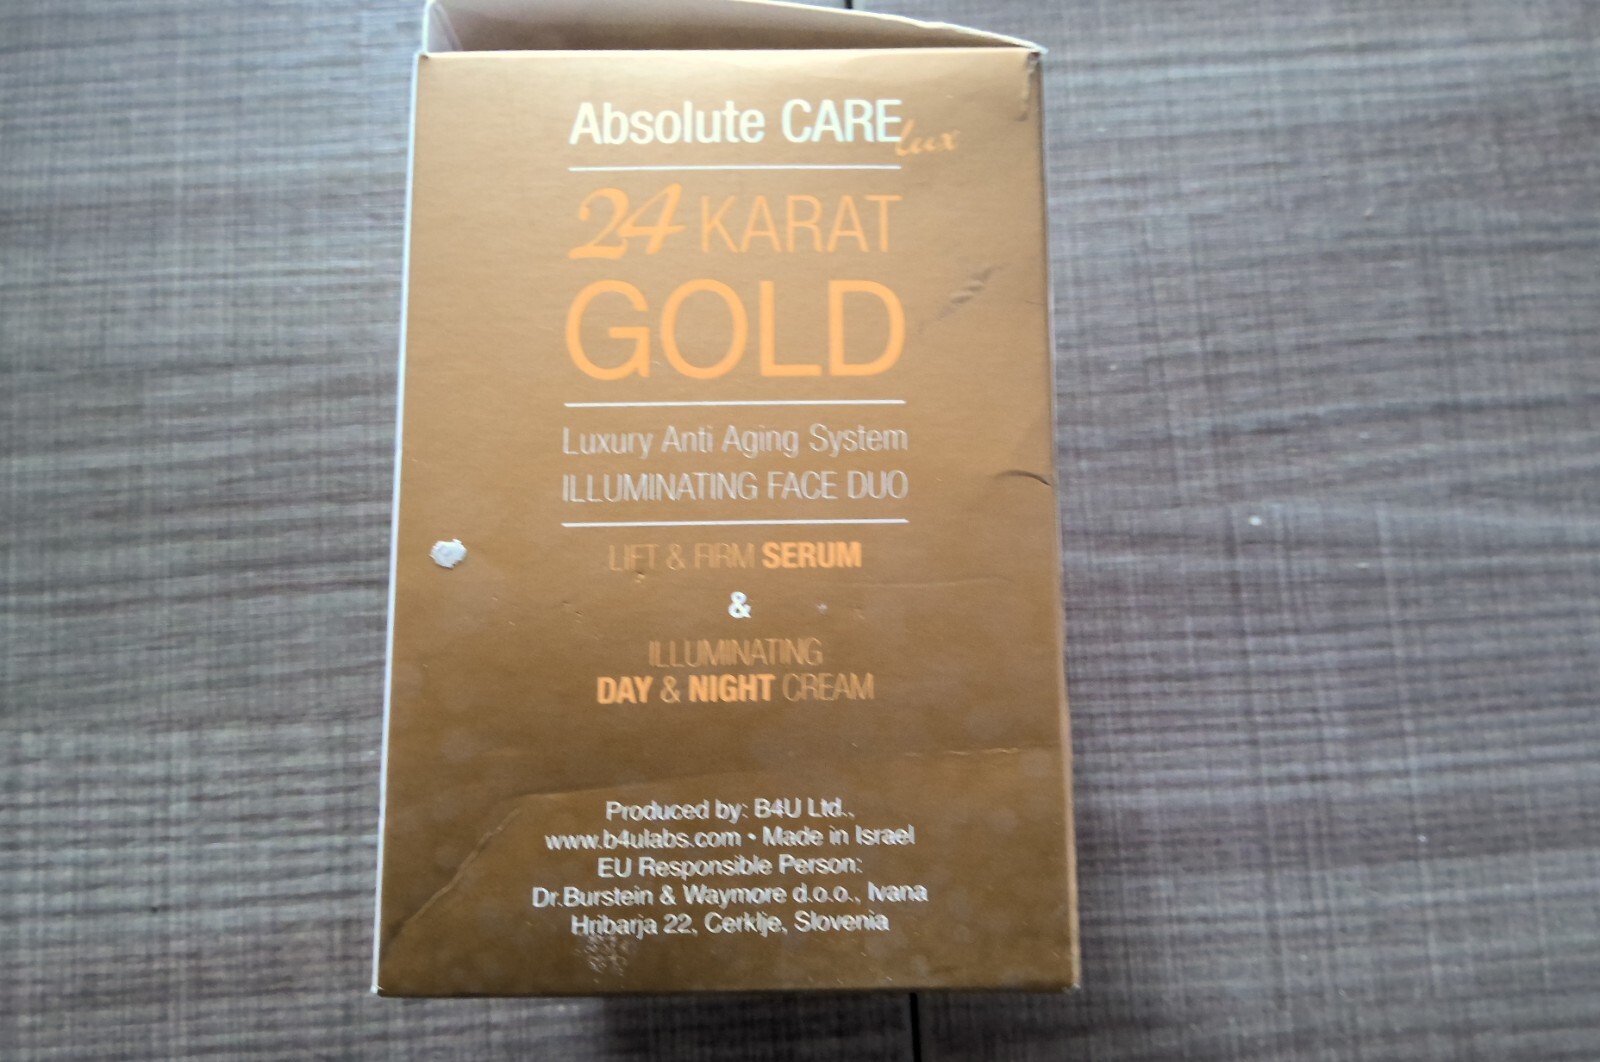 Absolute CARE lux
24 KARAT
GOLD
Luxury Anti Aging System
ILLUMINATING FACE DUO
LIFT & FIRM SERUM
&
ILLUMINATING
DAY & NIGHT CREAM
Produced by: B4U Ltd.,
www.b4ulabs.com • Made in Israel
EU Responsible Person:
Dr.Burstein & Waymore d.o.o., Ivana
Hribarja 22, Cerklje, Slovenia